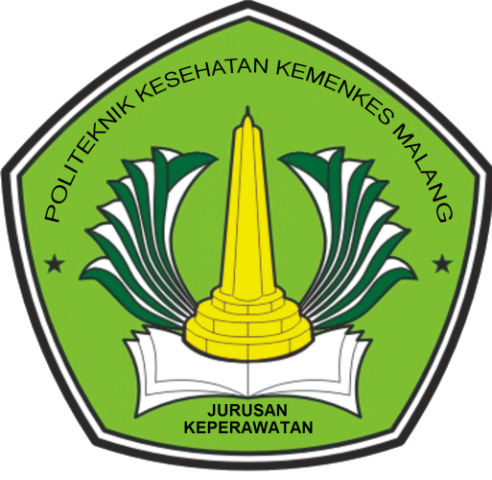 POLITEKNIK KESEHATAN KEMENKES MALANG
JURUSAN
KEPERAWATAN